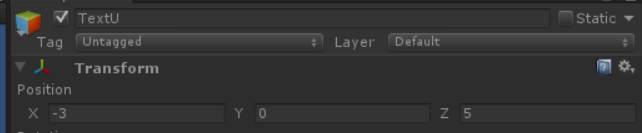 TextU Static
Tag Untagged Layer Default
Transform
Position
X -3 Y 0 Z 5